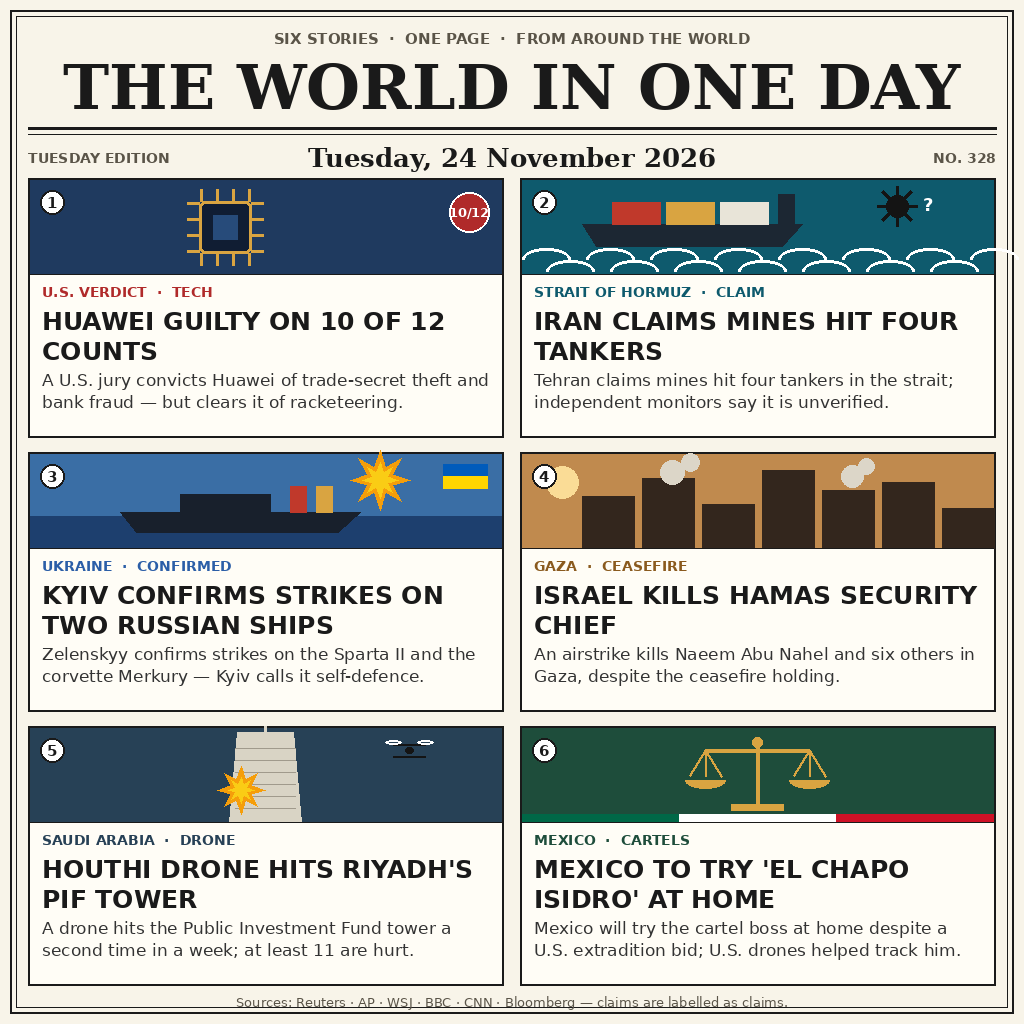 SIX STORIES · ONE PAGE · FROM AROUND THE WORLD
THE WORLD IN ONE DAY
TUESDAY EDITION
Tuesday, 24 November 2026
NO. 328
1
10/12
U.S. VERDICT · TECH
HUAWEI GUILTY ON 10 OF 12
COUNTS
A U.S. jury convicts Huawei of trade-secret theft and
bank fraud — but clears it of racketeering.
2
?
STRAIT OF HORMUZ · CLAIM
IRAN CLAIMS MINES HIT FOUR
TANKERS
Tehran claims mines hit four tankers in the strait;
independent monitors say it is unverified.
3
UKRAINE · CONFIRMED
KYIV CONFIRMS STRIKES ON
TWO RUSSIAN SHIPS
Zelenskyy confirms strikes on the Sparta II and the
corvette Merkury — Kyiv calls it self-defence.
4
GAZA · CEASEFIRE
ISRAEL KILLS HAMAS SECURITY
CHIEF
An airstrike kills Naeem Abu Nahel and six others in
Gaza, despite the ceasefire holding.
5
SAUDI ARABIA · DRONE
HOUTHI DRONE HITS RIYADH'S
PIF TOWER
A drone hits the Public Investment Fund tower a
second time in a week; at least 11 are hurt.
6
MEXICO · CARTELS
MEXICO TO TRY 'EL CHAPO
ISIDRO' AT HOME
Mexico will try the cartel boss at home despite a
U.S. extradition bid; U.S. drones helped track him.
Sources: Reuters · AP · WSJ · BBC · CNN · Bloomberg — claims are labelled as claims.